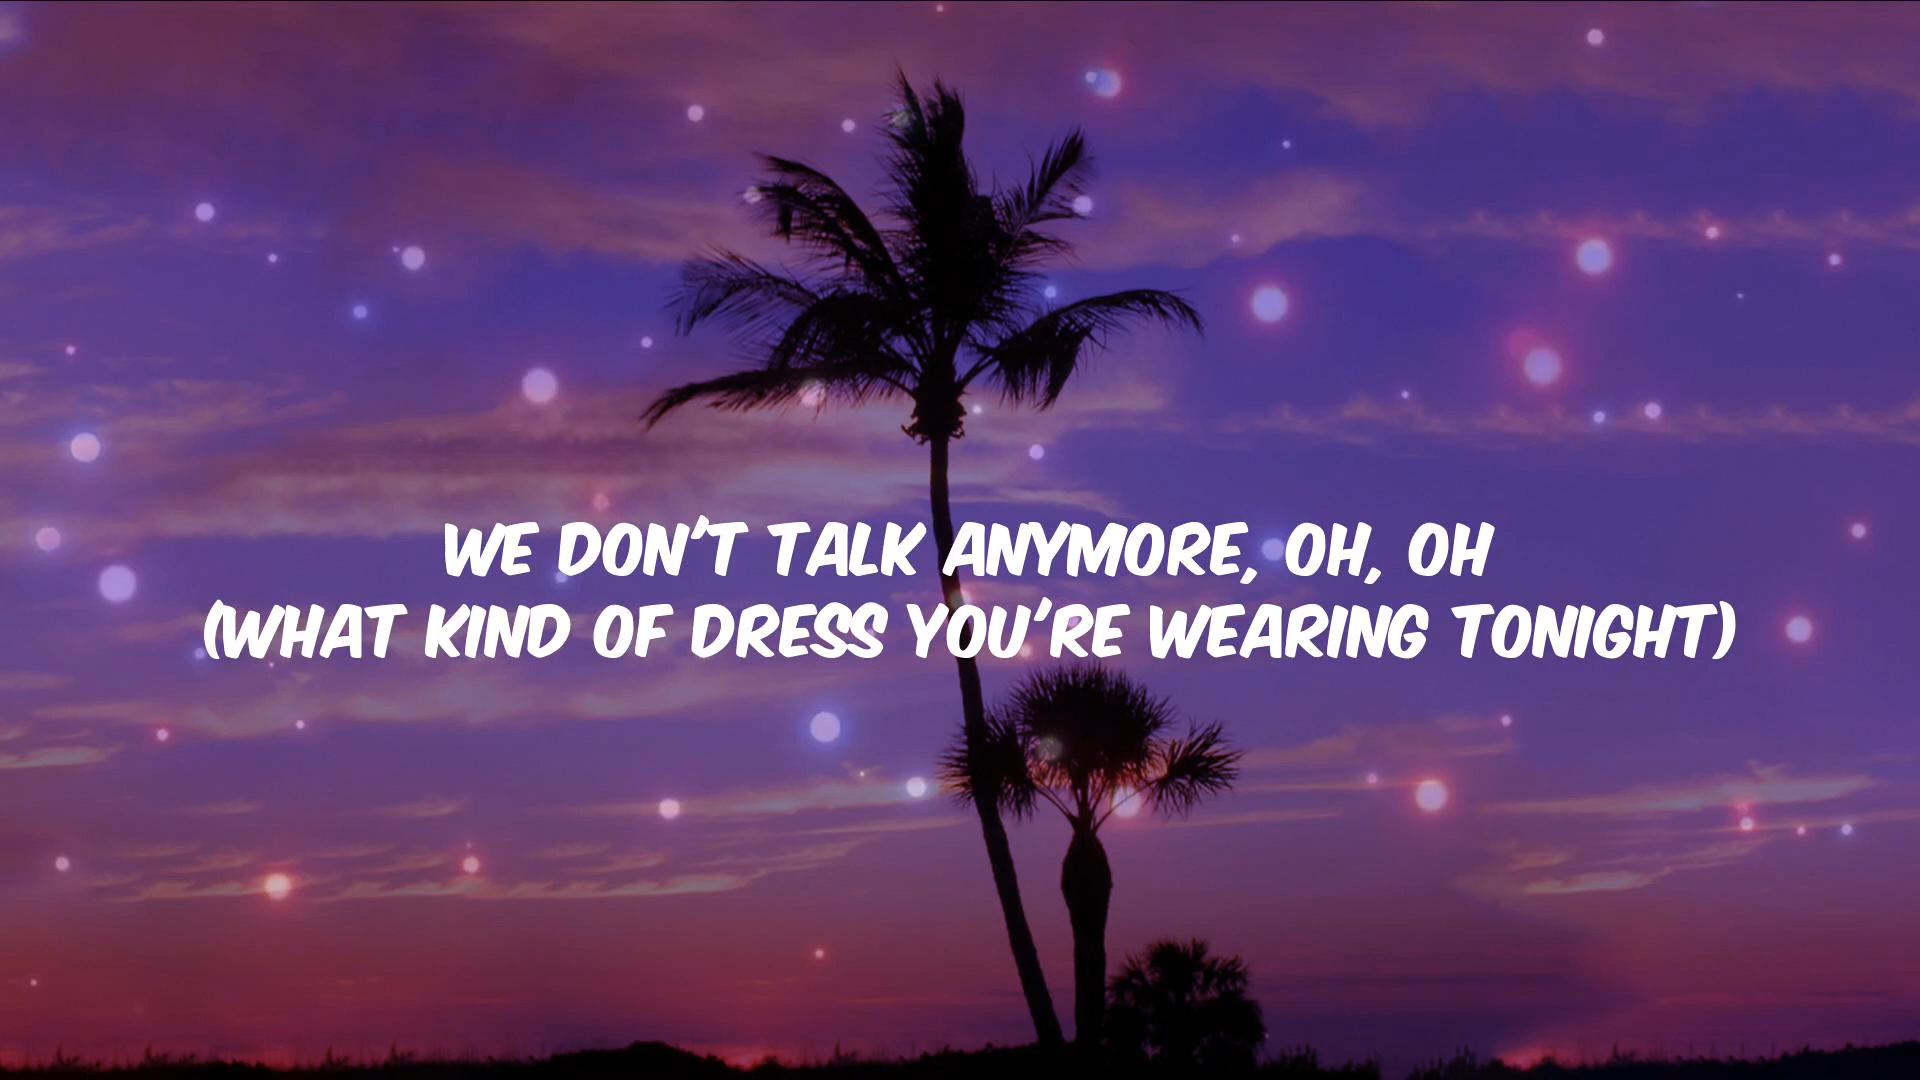 WE DON'T TALK ANYMORE, OH, OH
(WHAT KIND OF DRESS YOU'RE WEARING TONIGHT)